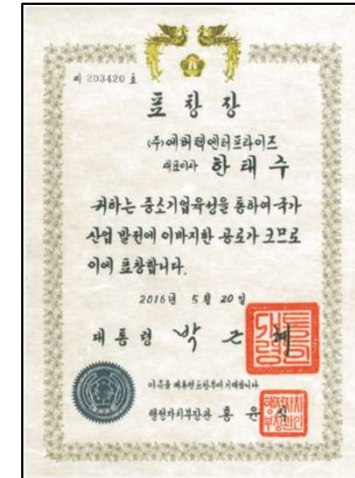 제 203420 호
표 창 장
(주)에버텍엔터프라이즈
대표이사 한 태 수
귀하는 중소기업육성을 통하여 국가
산업 발전에 이바지한 공로가 크므로
이에 표창합니다.
2016년 5월 20일
대 통 령 박 근 혜
이 증을 대통령표창부에 기재합니다.
행정자치부장관 홍 윤 식